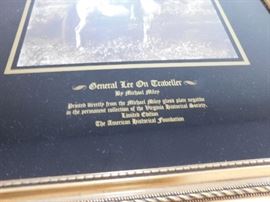 General Lee On Traveller
By Michael Miley
Printed directly from the Michael Miley glass plate negative
in the permanent collection of the Virginia Historical Society.
Limited Edition
The American Historical Foundation